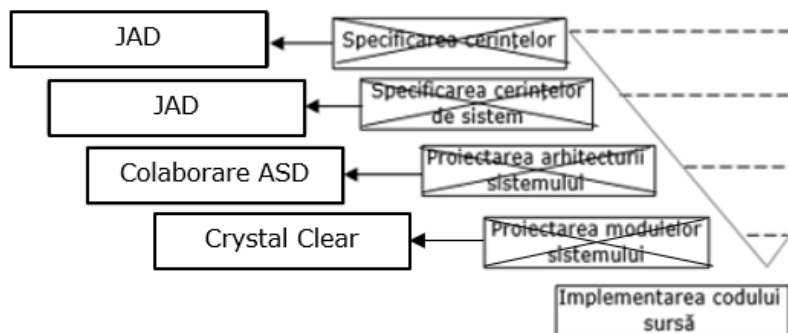 JAD
Specificarea cerințelor
JAD
Specificarea cerințelor
de sistem
Colaborare ASD
Proiectarea arhitecturii
sistemului
Crystal Clear
Proiectarea modulelor
sistemului
Implementarea codului
sursă